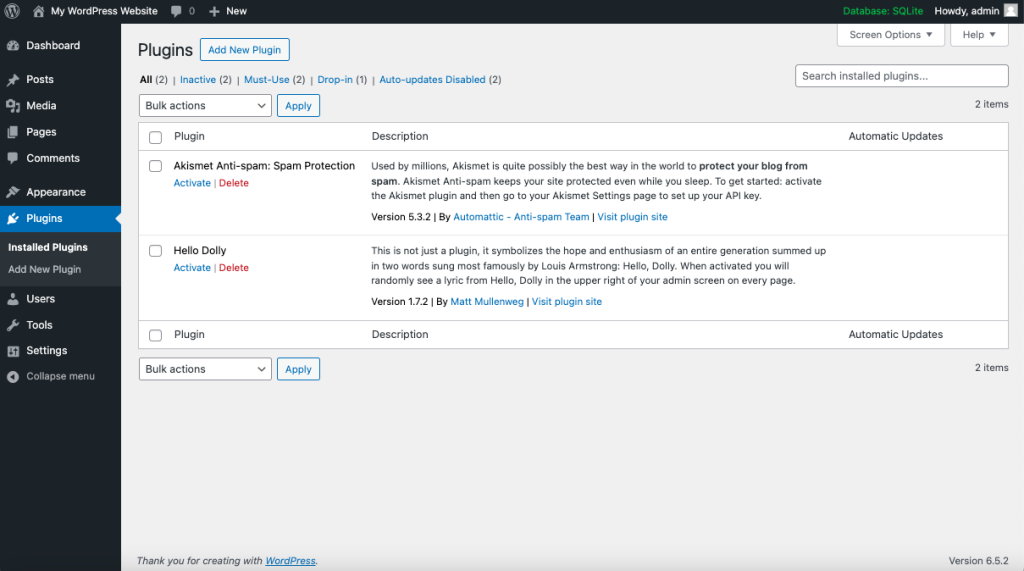 My WordPress Website 0 New Database: SQLite Howdy, admin
Dashboard
Posts
Media
Pages
Comments
Appearance
Plugins
Installed Plugins
Add New Plugin
Users
Tools
Settings
Collapse menu
Screen Options ▼ Help ▼
Plugins Add New Plugin
All (2) | Inactive (2) | Must-Use (2) | Drop-in (1) | Auto-updates Disabled (2)
Search installed plugins...
Bulk actions Apply
2 items
Plugin Description Automatic Updates
Akismet Anti-spam: Spam Protection
Activate | Delete
Used by millions, Akismet is quite possibly the best way in the world to protect your blog from
spam. Akismet Anti-spam keeps your site protected even while you sleep. To get started: activate
the Akismet plugin and then go to your Akismet Settings page to set up your API key.
Version 5.3.2 | By Automattic - Anti-spam Team | Visit plugin site
Hello Dolly
Activate | Delete
This is not just a plugin, it symbolizes the hope and enthusiasm of an entire generation summed up
in two words sung most famously by Louis Armstrong: Hello, Dolly. When activated you will
randomly see a lyric from Hello, Dolly in the upper right of your admin screen on every page.
Version 1.7.2 | By Matt Mullenweg | Visit plugin site
Plugin Description Automatic Updates
Bulk actions Apply
2 items
Thank you for creating with WordPress.
Version 6.5.2